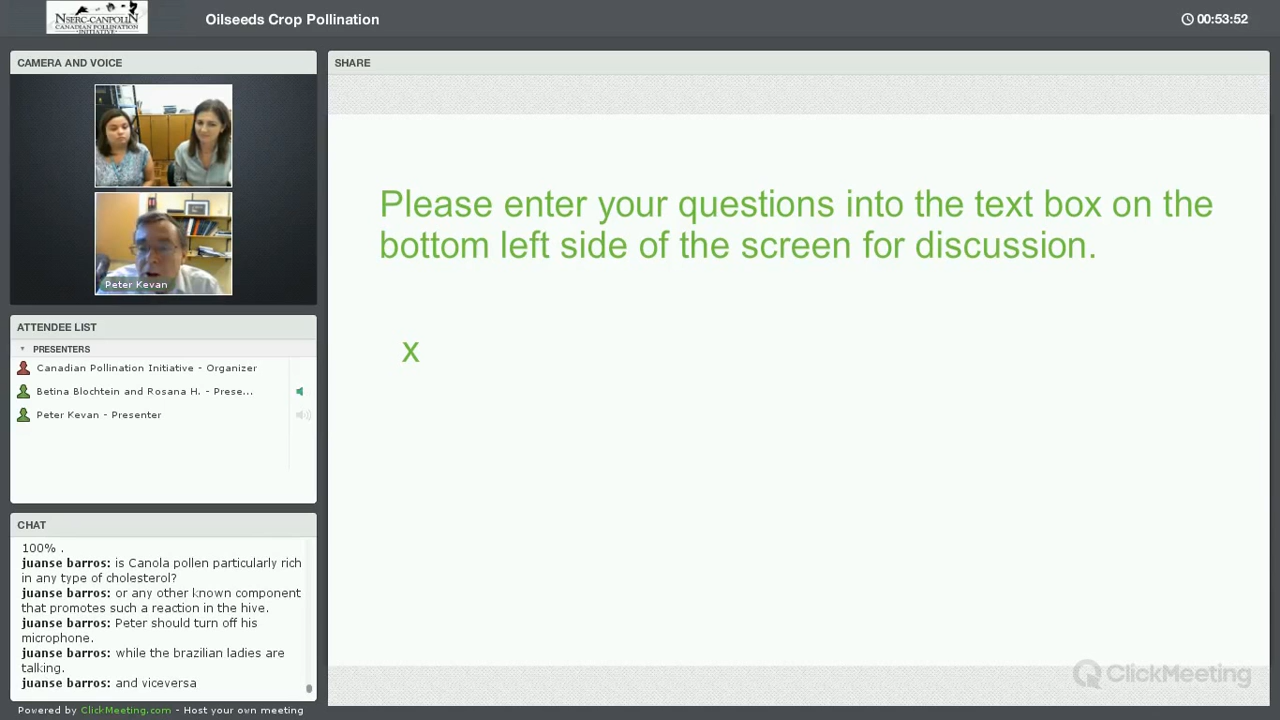 NSERC-CANPOLIN
CANADIAN POLLINATION
INITIATIVE
Oilseeds Crop Pollination
00:53:52
CAMERA AND VOICE
Peter Kevan
ATTENDEE LIST
PRESENTERS
Canadian Pollination Initiative - Organizer
Betina Blochtein and Rosana H. - Prese...
Peter Kevan - Presenter
CHAT
100% .
juanse barros: is Canola pollen particularly rich
in any type of cholesterol?
juanse barros: or any other known component
that promotes such a reaction in the hive.
juanse barros: Peter should turn off his
microphone.
juanse barros: while the brazilian ladies are
talking.
juanse barros: and viceversa
Powered by ClickMeeting.com - Host your own meeting
SHARE
Please enter your questions into the text box on the
bottom left side of the screen for discussion.
x
ClickMeeting